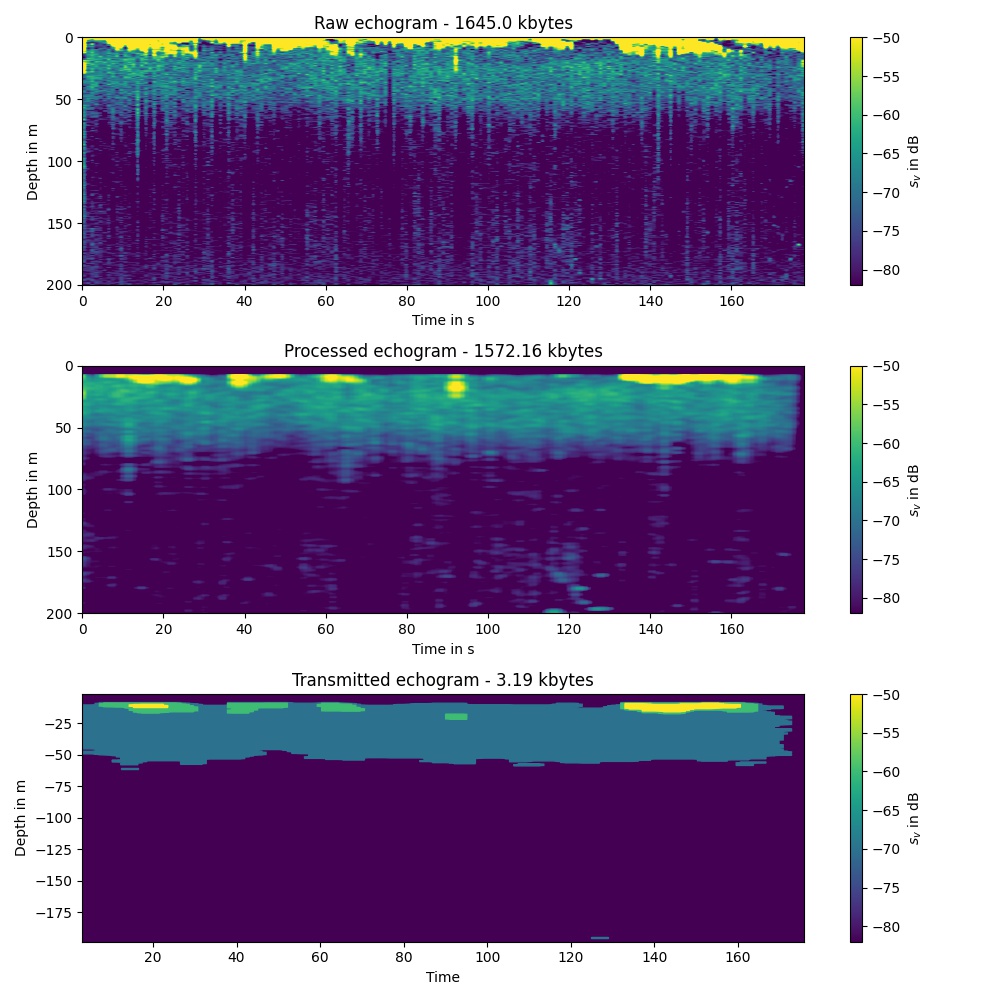 Raw echogram - 1645.0 kbytes
0
50
100
150
200
Depth in m
0 20 40 60 80 100 120 140 160
Time in s
−50
−55
−60
−65
−70
−75
−80
sv in dB
Processed echogram - 1572.16 kbytes
0
50
100
150
200
Depth in m
0 20 40 60 80 100 120 140 160
Time in s
−50
−55
−60
−65
−70
−75
−80
sv in dB
Transmitted echogram - 3.19 kbytes
−25
−50
−75
−100
−125
−150
−175
Depth in m
20 40 60 80 100 120 140 160
Time
−50
−55
−60
−65
−70
−75
−80
sv in dB